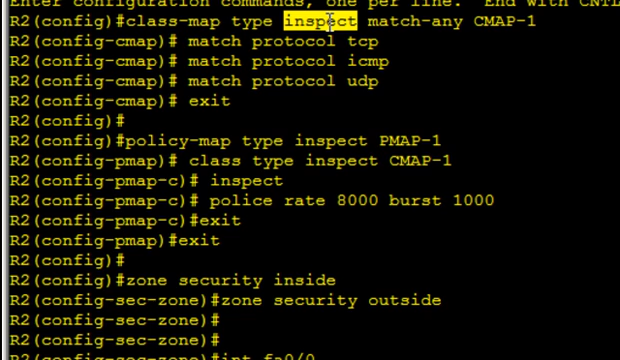 Enter configuration commands, one per line.  End with CNTL
R2(config)#class-map type inspect match-any CMAP-1
R2(config-cmap)# match protocol tcp
R2(config-cmap)# match protocol icmp
R2(config-cmap)# match protocol udp
R2(config-cmap)# exit
R2(config)#
R2(config)#policy-map type inspect PMAP-1
R2(config-pmap)# class type inspect CMAP-1
R2(config-pmap-c)# inspect
R2(config-pmap-c)# police rate 8000 burst 1000
R2(config-pmap-c)#exit
R2(config-pmap)#exit
R2(config)#
R2(config)#zone security inside
R2(config-sec-zone)#zone security outside
R2(config-sec-zone)#
R2(config-sec-zone)#
R2(config-sec-zone)#int fa0/0